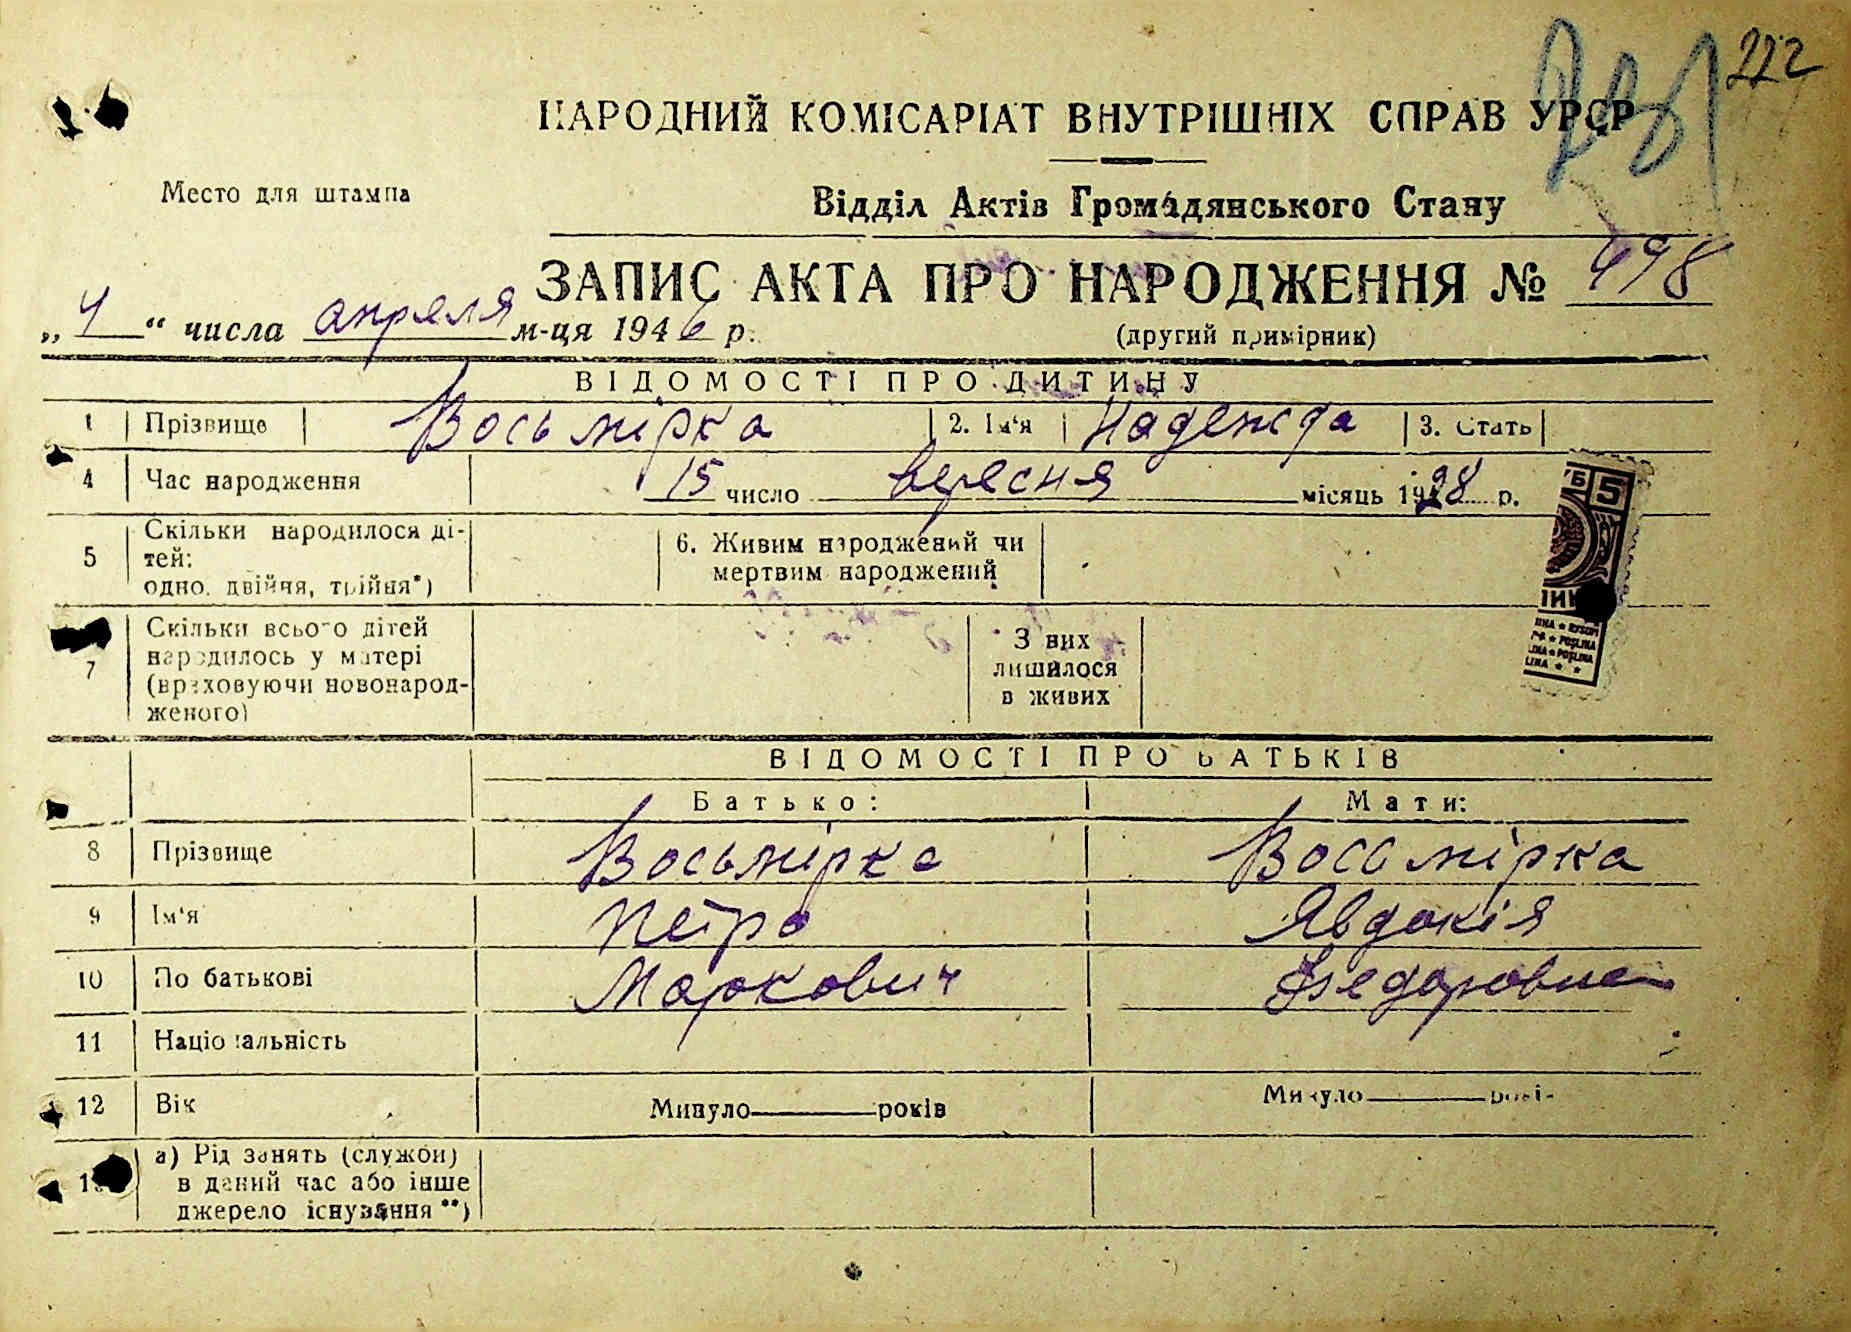 222
НАРОДНИЙ КОМІСАРІАТ ВНУТРІШНІХ СПРАВ УРСР
Место для штампа
Відділ Актів Громадянського Стану
ЗАПИС АКТА ПРО НАРОДЖЕННЯ № 498
„4“ числа апреля м-ця 1946 р.
(другий примірник)
ВІДОМОСТІ ПРО ДИТИНУ
1 Прізвище Восьмірка 2. Ім'я Надежда 3. Стать
4 Час народження 15 число вересня місяць 1928 р.
5 Скільки народилося дітей: одно, двійня, трійня*) 6. Живим народжений чи мертвим народжений
7 Скільки всього дітей народилось у матері (враховуючи новонародженого) З них лишилося в живих
ВІДОМОСТІ ПРО БАТЬКІВ
Батько: Мати:
8 Прізвище Восьмірка Восьмірка
9 Ім'я Петро Явдокія
10 По батькові Маркович Федоровна
11 Національність
12 Вік Минуло років Минуло років
13 а) Рід занять (служби) в даний час або інше джерело існування**)
5